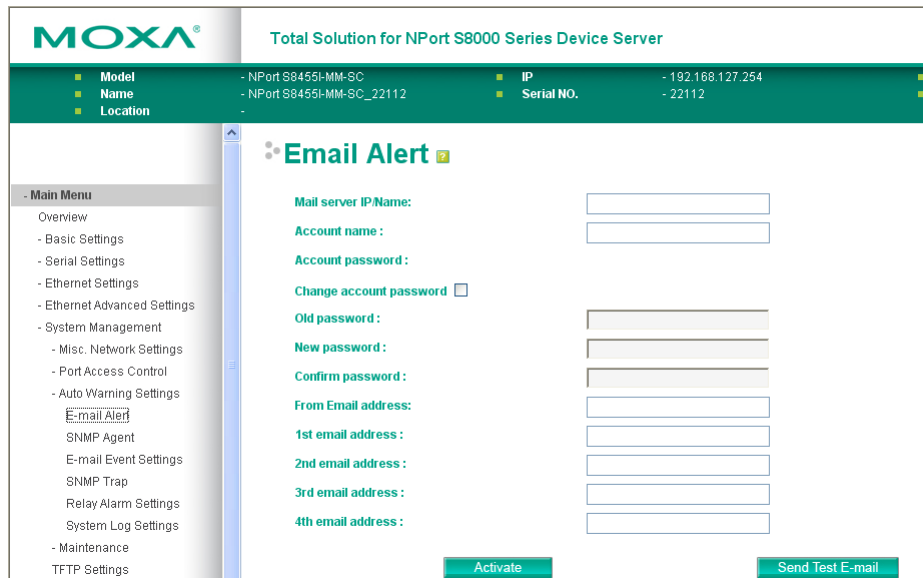 MOXA®
Total Solution for NPort S8000 Series Device Server
Model - NPort S8455I-MM-SC IP - 192.168.127.254
Name - NPort S8455I-MM-SC_22112 Serial NO. - 22112
Location -
Email Alert ?
- Main Menu
Overview
- Basic Settings
- Serial Settings
- Ethernet Settings
- Ethernet Advanced Settings
- System Management
- Misc. Network Settings
- Port Access Control
- Auto Warning Settings
E-mail Alert
SNMP Agent
E-mail Event Settings
SNMP Trap
Relay Alarm Settings
System Log Settings
- Maintenance
TFTP Settings
Mail server IP/Name:
Account name :
Account password :
Change account password
Old password :
New password :
Confirm password :
From Email address:
1st email address :
2nd email address :
3rd email address :
4th email address :
Activate
Send Test E-mail